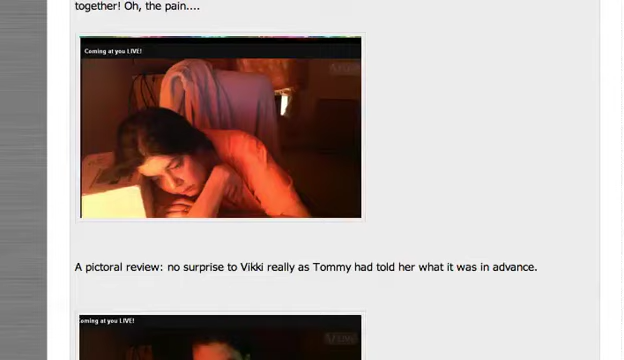 together! Oh, the pain....
Coming at you LIVE!
A pictoral review: no surprise to Vikki really as Tommy had told her what it was in advance.
oming at you LIVE!